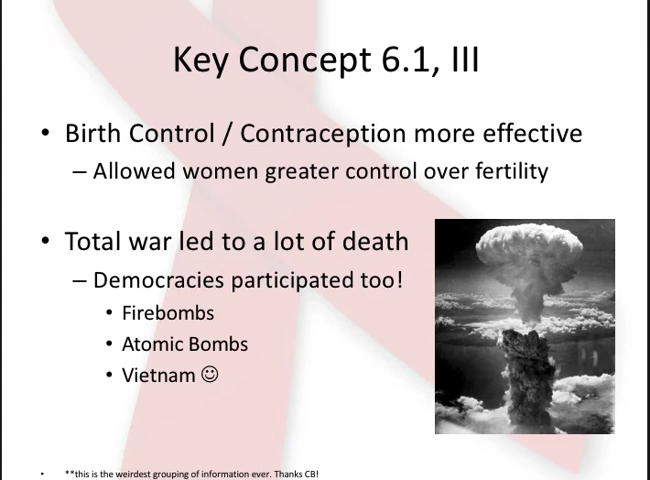 Key Concept 6.1, III
• Birth Control / Contraception more effective
– Allowed women greater control over fertility
• Total war led to a lot of death
– Democracies participated too!
• Firebombs
• Atomic Bombs
• Vietnam ☺
• **this is the weirdest grouping of information ever. Thanks CB!